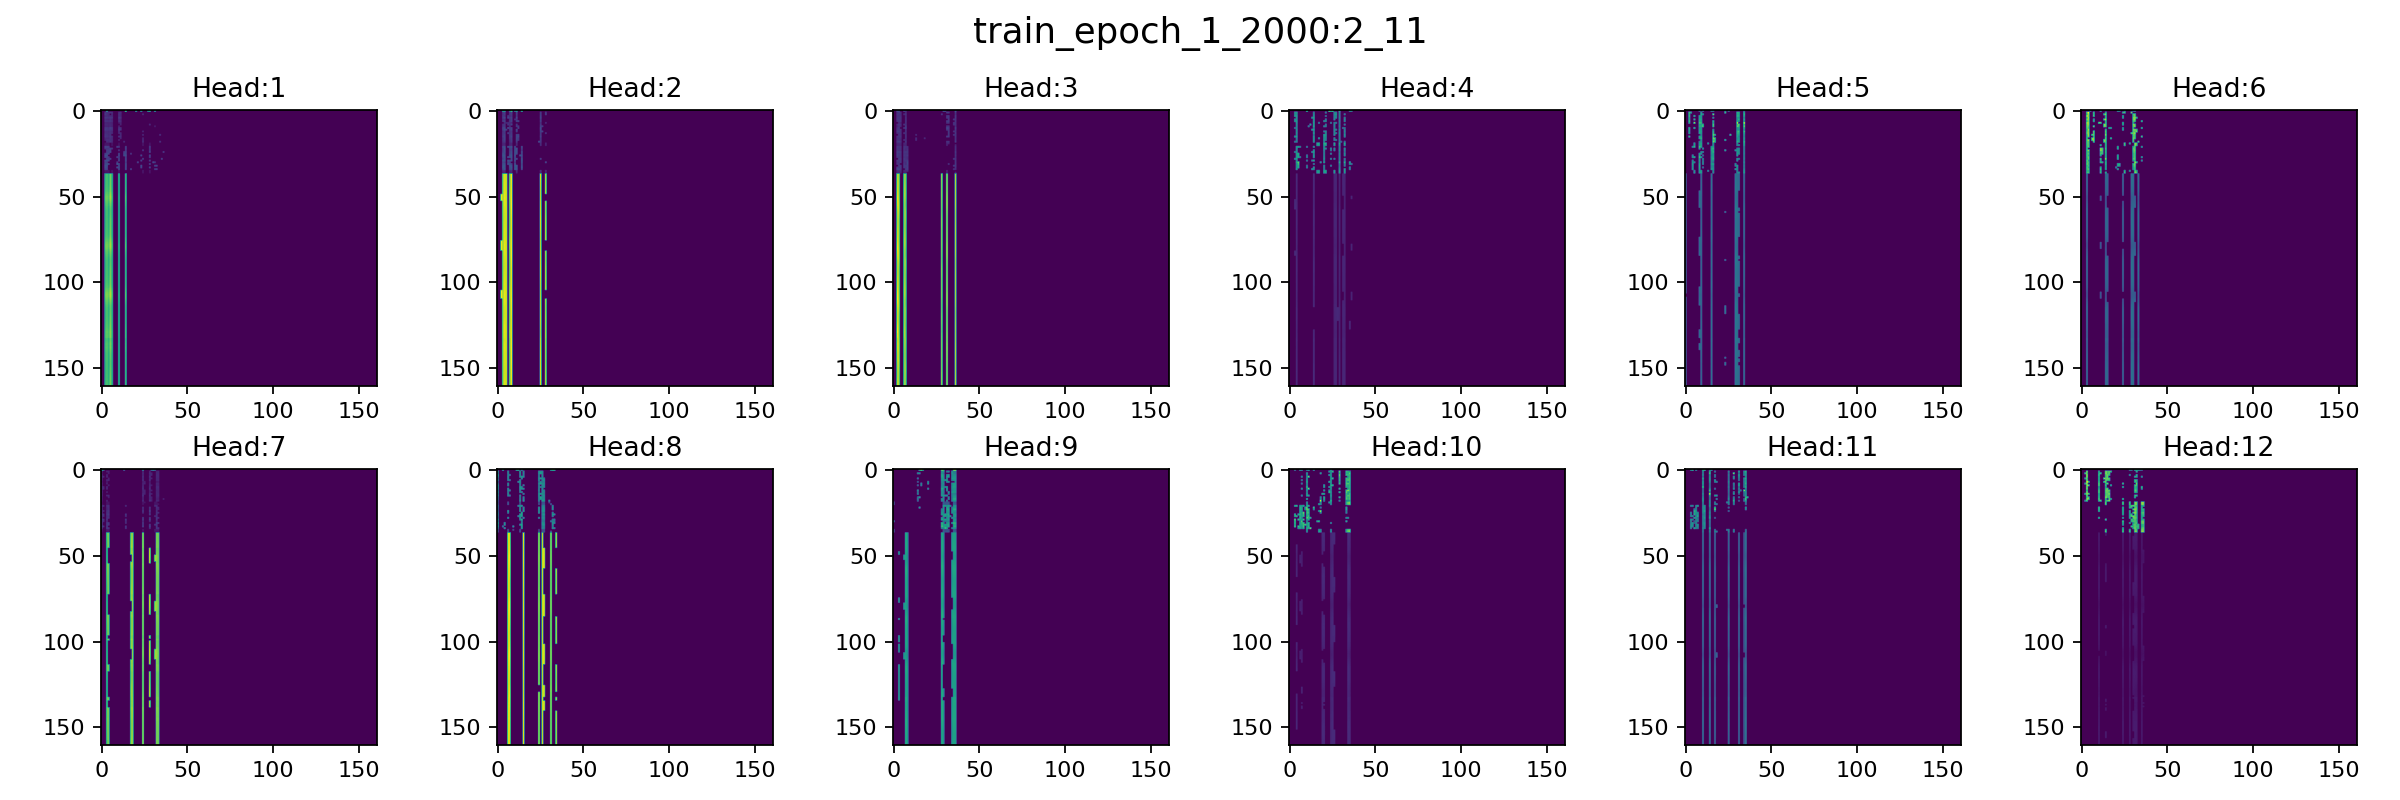 train_epoch_1_2000:2_11
Head:1 Head:2 Head:3 Head:4 Head:5 Head:6
0 0 0 0 0 0
50 50 50 50 50 50
100 100 100 100 100 100
150 150 150 150 150 150
0 50 100 150 0 50 100 150 0 50 100 150 0 50 100 150 0 50 100 150 0 50 100 150
Head:7 Head:8 Head:9 Head:10 Head:11 Head:12
0 0 0 0 0 0
50 50 50 50 50 50
100 100 100 100 100 100
150 150 150 150 150 150
0 50 100 150 0 50 100 150 0 50 100 150 0 50 100 150 0 50 100 150 0 50 100 150